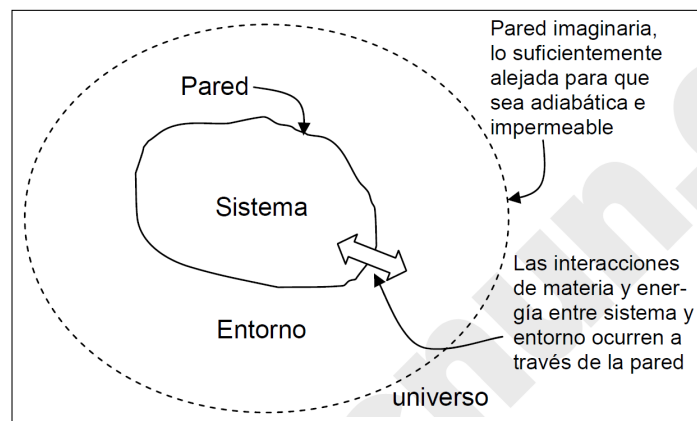 Pared imaginaria,
lo suficientemente
alejada para que
sea adiabática e
impermeable
Pared
Sistema
Las interacciones
de materia y ener-
gía entre sistema y
entorno ocurren a
través de la pared
Entorno
universo